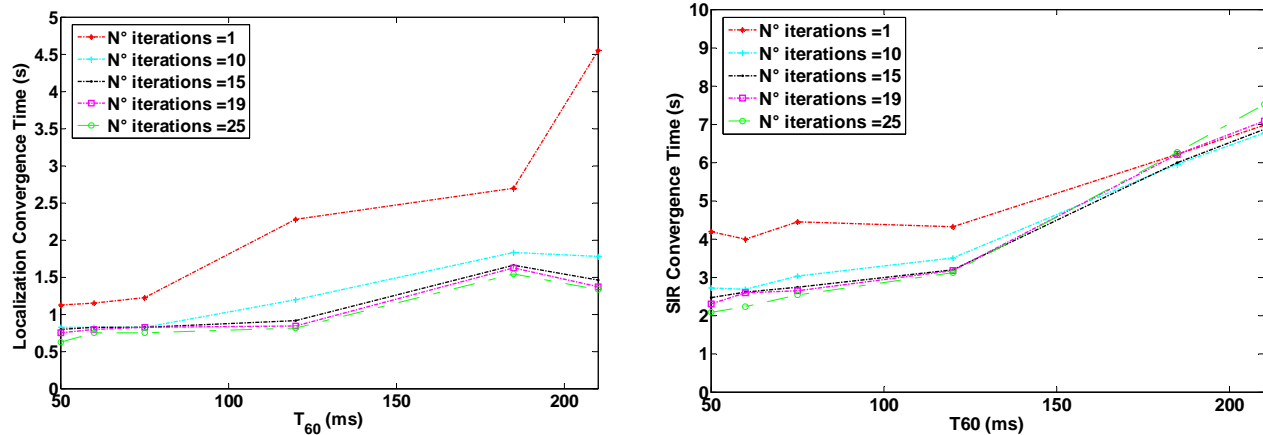 5
4.5
4
3.5
3
2.5
2
1.5
1
0.5
0
50
100
150
200
Localization Convergence Time (s)
T60 (ms)
N° iterations =1
N° iterations =10
N° iterations =15
N° iterations =19
N° iterations =25
10
9
8
7
6
5
4
3
2
1
0
50
100
150
200
SIR Convergence Time (s)
T60 (ms)
N° iterations =1
N° iterations =10
N° iterations =15
N° iterations =19
N° iterations =25